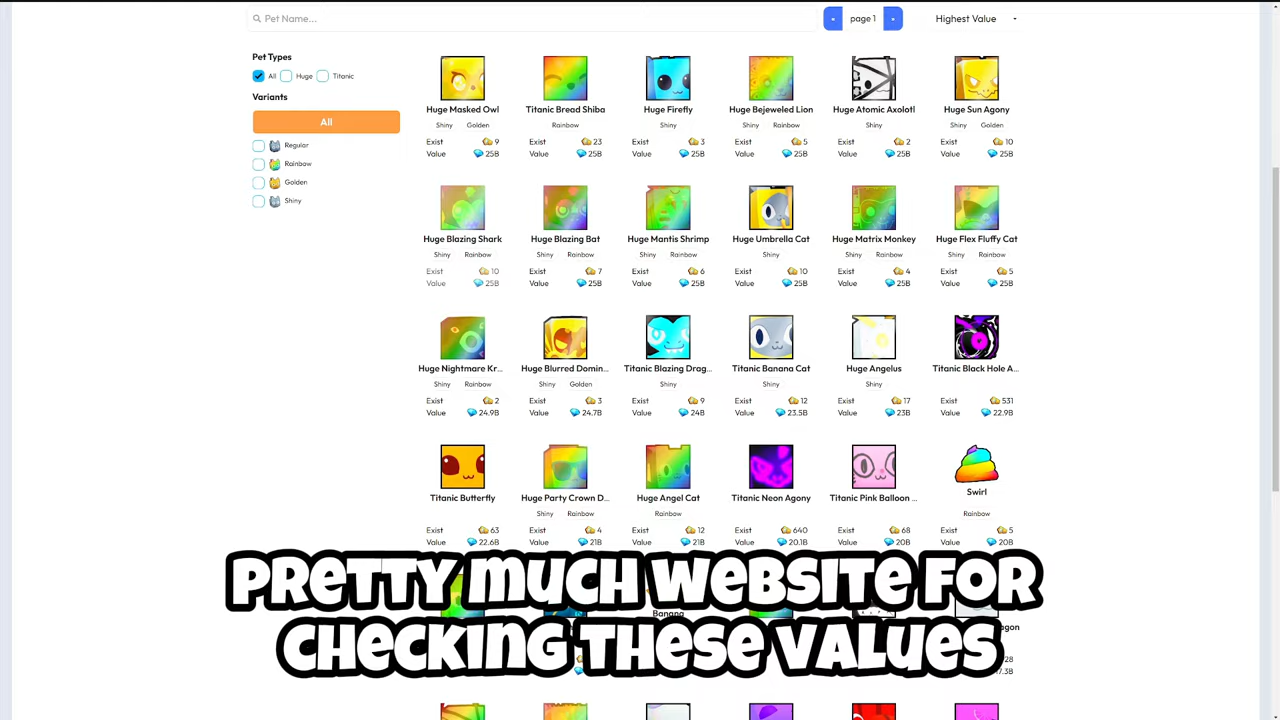 Pet Name...
page 1
Highest Value
Pet Types
All Huge Titanic
Variants
All
Regular
Rainbow
Golden
Shiny
Huge Masked Owl
Shiny Golden
Exist 9
Value 25B
Titanic Bread Shiba
Rainbow
Exist 23
Value 25B
Huge Firefly
Shiny
Exist 3
Value 25B
Huge Bejeweled Lion
Shiny Rainbow
Exist 5
Value 25B
Huge Atomic Axolotl
Shiny
Exist 2
Value 25B
Huge Sun Agony
Shiny Golden
Exist 10
Value 25B
Huge Blazing Shark
Shiny Rainbow
Exist 10
Value 25B
Huge Blazing Bat
Shiny Rainbow
Exist 7
Value 25B
Huge Mantis Shrimp
Shiny Rainbow
Exist 6
Value 25B
Huge Umbrella Cat
Shiny
Exist 10
Value 25B
Huge Matrix Monkey
Shiny Rainbow
Exist 4
Value 25B
Huge Flex Fluffy Cat
Shiny Rainbow
Exist 5
Value 25B
Huge Nightmare Kr...
Shiny Rainbow
Exist 2
Value 24.9B
Huge Blurred Domin...
Shiny Golden
Exist 3
Value 24.7B
Titanic Blazing Drag...
Shiny
Exist 9
Value 24B
Titanic Banana Cat
Shiny
Exist 12
Value 23.5B
Huge Angelus
Shiny
Exist 17
Value 23B
Titanic Black Hole A...
Exist 531
Value 22.9B
Titanic Butterfly
Exist 63
Value 22.6B
Huge Party Crown D...
Shiny Rainbow
Exist 4
Value 21B
Huge Angel Cat
Rainbow
Exist 12
Value 21B
Titanic Neon Agony
Exist 640
Value 20.1B
Titanic Pink Balloon ...
Exist 68
Value 20B
Swirl
Rainbow
Exist 5
Value 20B
PRETTY MUCH WEBSITE FOR
CHECKING THESE VALUES